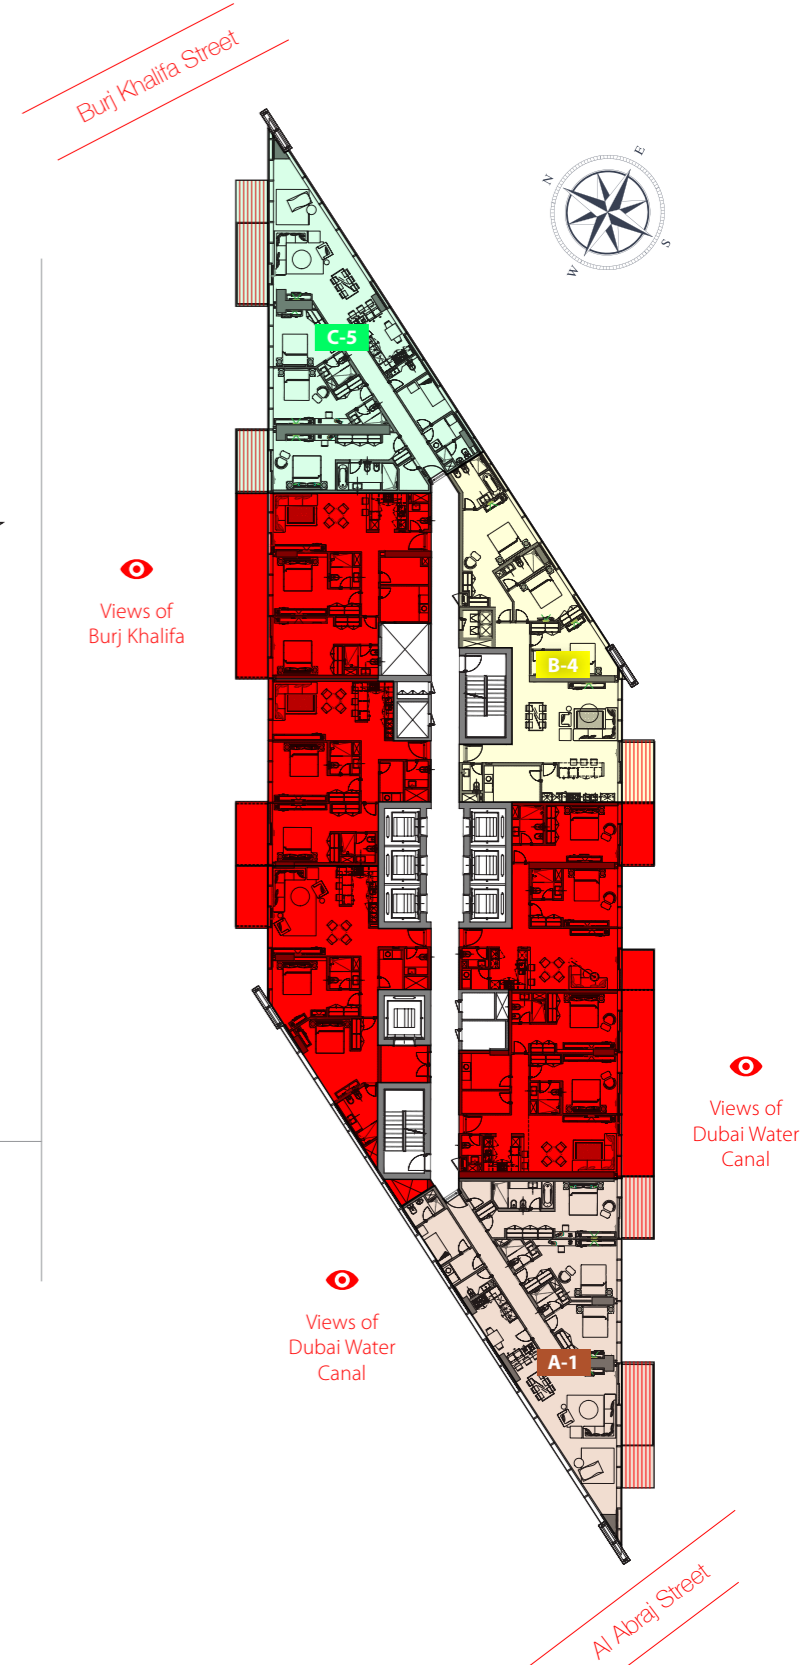 Burj Khalifa Street
N
E
S
W
C-5
Views of
Burj Khalifa
B-4
Views of
Dubai Water
Canal
Views of
Dubai Water
Canal
A-1
Al Abraj Street